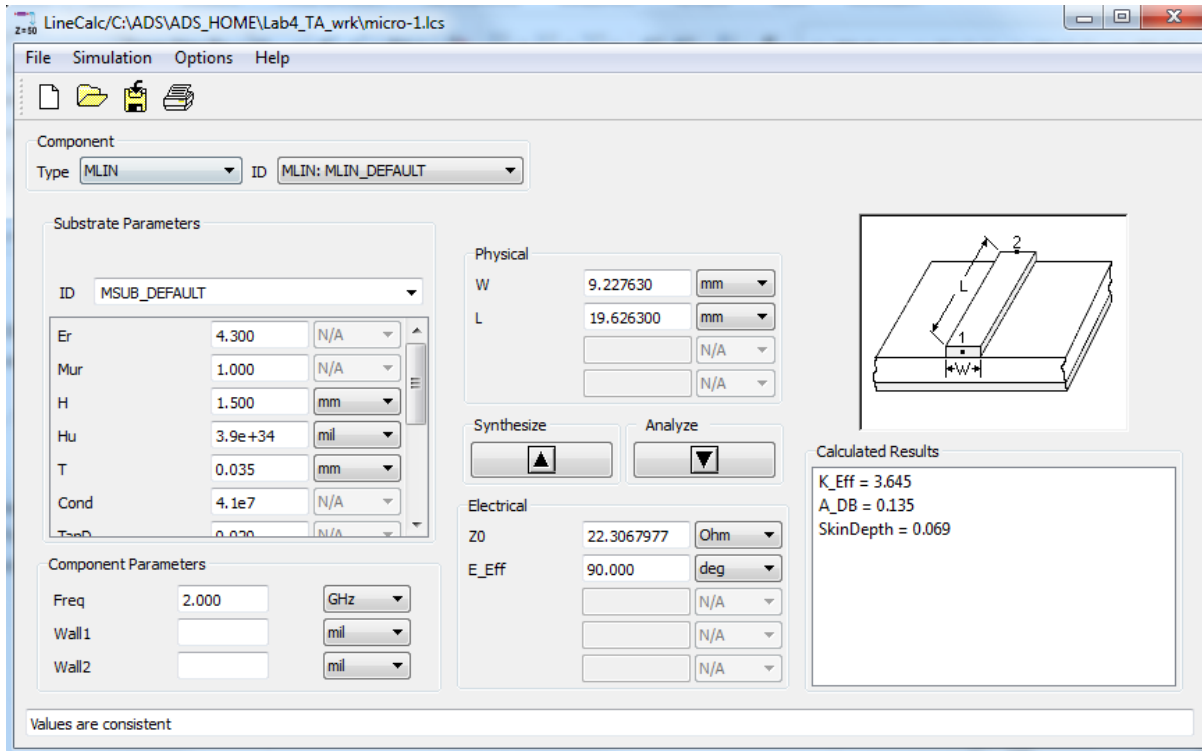 Z=50 LineCalc/C:\ADS\ADS_HOME\Lab4_TA_wrk\micro-1.lcs
File Simulation Options Help
Component
Type MLIN ID MLIN: MLIN_DEFAULT
Substrate Parameters
ID MSUB_DEFAULT
Er 4.300 N/A
Mur 1.000 N/A
H 1.500 mm
Hu 3.9e+34 mil
T 0.035 mm
Cond 4.1e7 N/A
TanD 0.020 N/A
Component Parameters
Freq 2.000 GHz
Wall1 mil
Wall2 mil
Physical
W 9.227630 mm
L 19.626300 mm
N/A
N/A
Synthesize Analyze
Electrical
Z0 22.3067977 Ohm
E_Eff 90.000 deg
N/A
N/A
N/A
2
L
1
W
Calculated Results
K_Eff = 3.645
A_DB = 0.135
SkinDepth = 0.069
Values are consistent